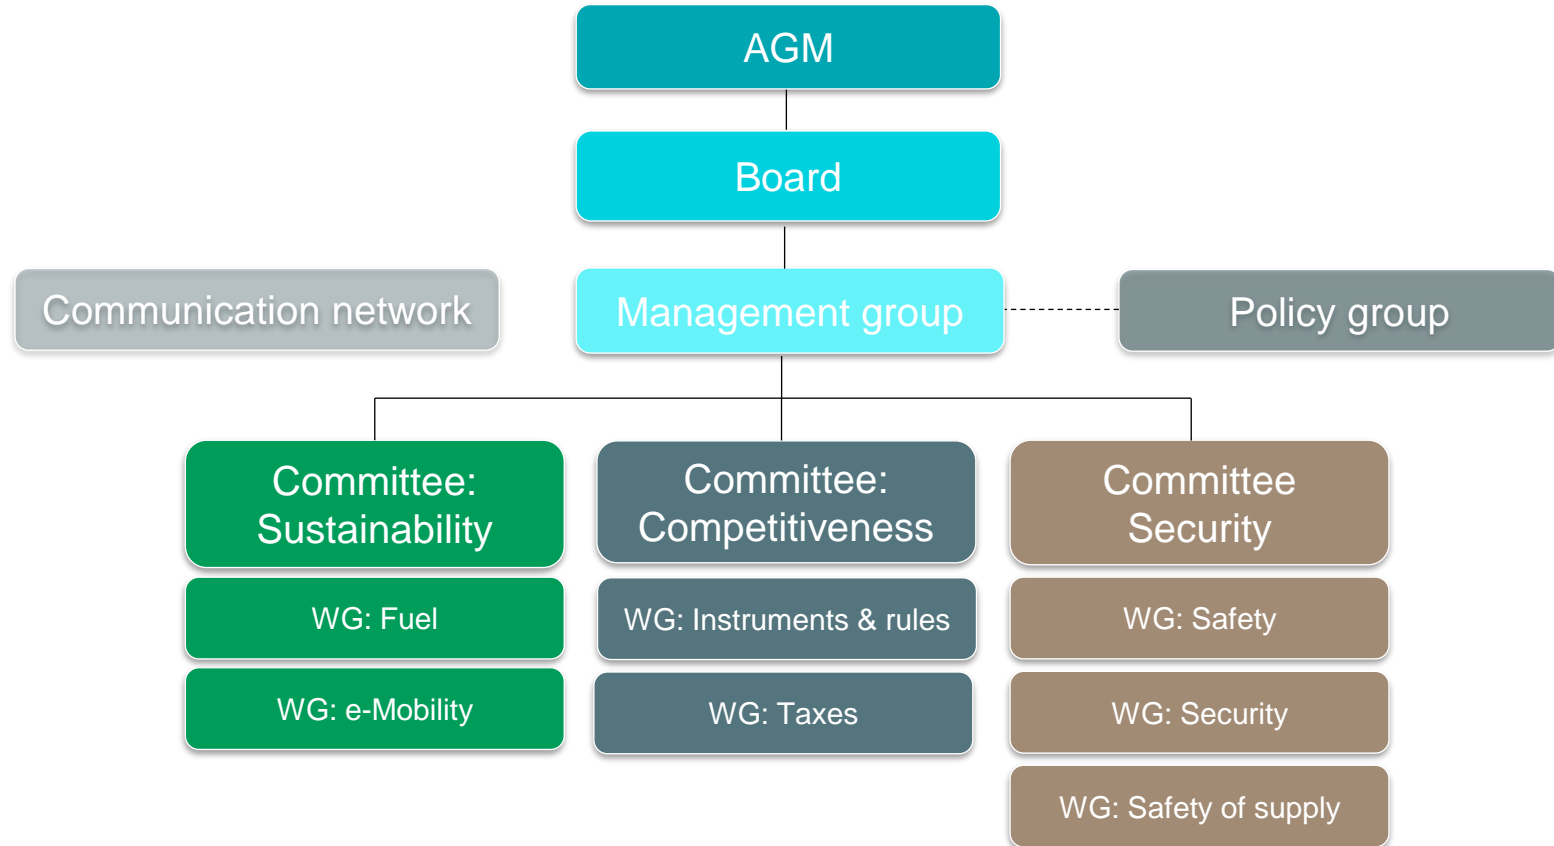 AGM
Board
Communication network
Management group
Policy group
Committee:
Sustainability
WG: Fuel
WG: e-Mobility
Committee:
Competitiveness
WG: Instruments & rules
WG: Taxes
Committee
Security
WG: Safety
WG: Security
WG: Safety of supply